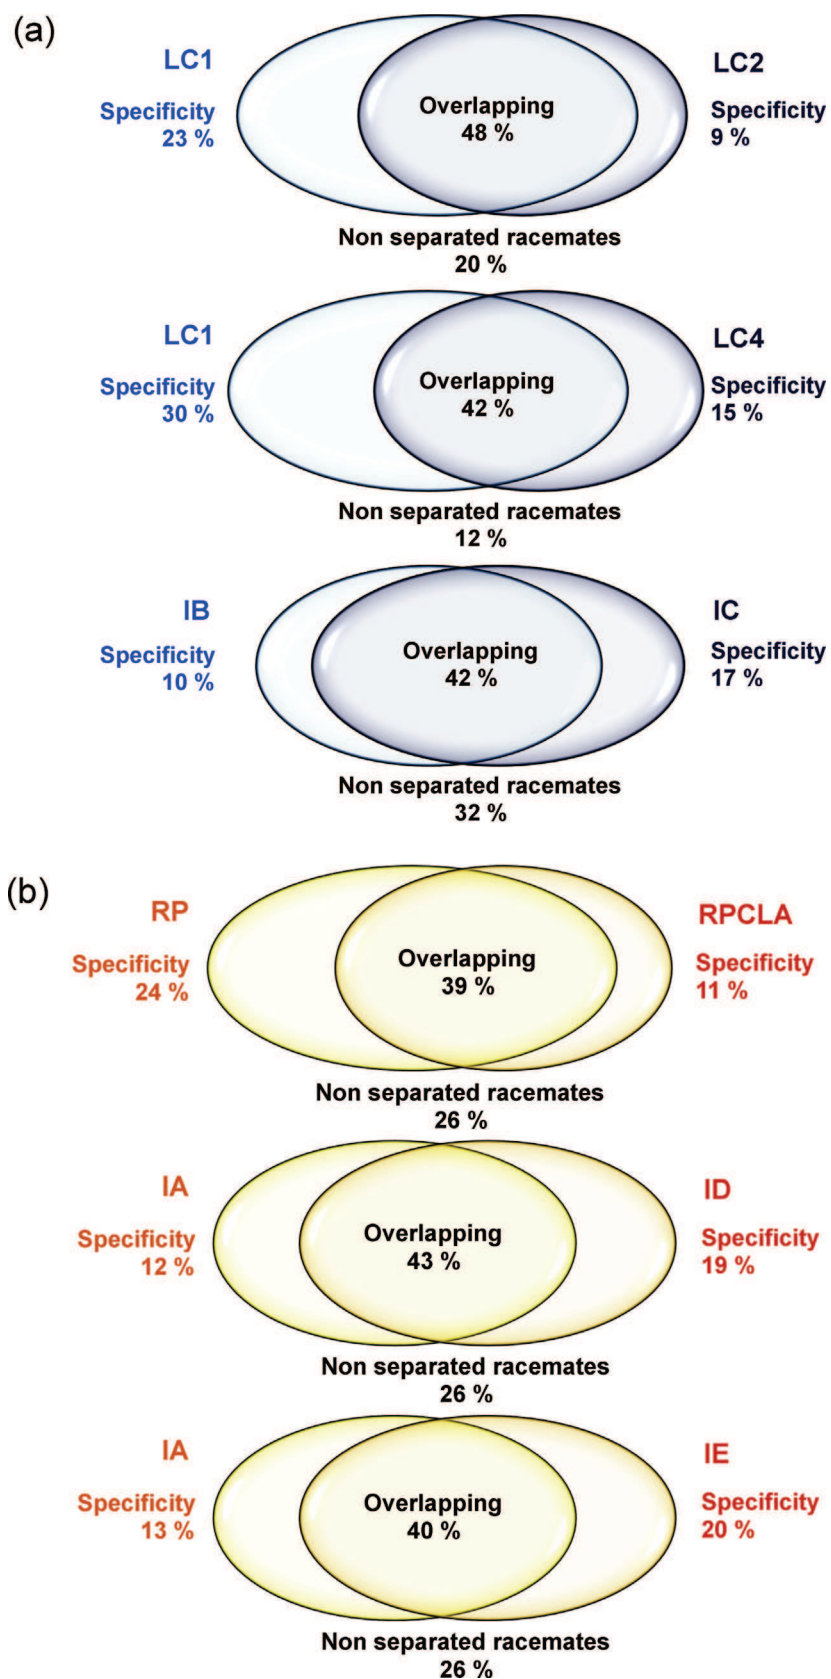 (a)
LC1
LC2
Specificity
23 %
Overlapping
48 %
Specificity
9 %
Non separated racemates
20 %
LC1
LC4
Specificity
30 %
Overlapping
42 %
Specificity
15 %
Non separated racemates
12 %
IB
IC
Specificity
10 %
Overlapping
42 %
Specificity
17 %
Non separated racemates
32 %
(b)
RP
RPCLA
Specificity
24 %
Overlapping
39 %
Specificity
11 %
Non separated racemates
26 %
IA
ID
Specificity
12 %
Overlapping
43 %
Specificity
19 %
Non separated racemates
26 %
IA
IE
Specificity
13 %
Overlapping
40 %
Specificity
20 %
Non separated racemates
26 %